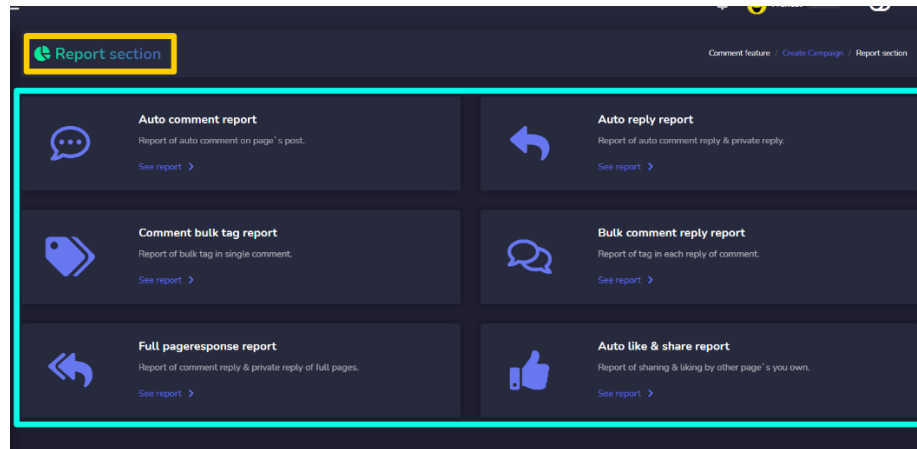 Report section
Comment feature / Create Campaign / Report section
Auto comment report
Report of auto comment on page`s post.
See report
Auto reply report
Report of auto comment reply & private reply.
See report
Comment bulk tag report
Report of bulk tag in single comment.
See report
Bulk comment reply report
Report of tag in each reply of comment.
See report
Full pageresponse report
Report of comment reply & private reply of full pages.
See report
Auto like & share report
Report of sharing & liking by other page`s you own.
See report